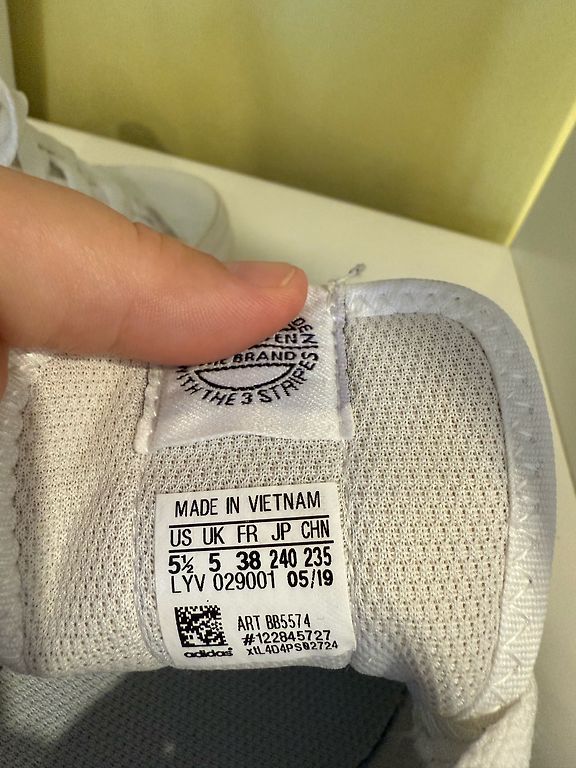 THE BRAND
WITH THE 3 STRIPES
MADE IN VIETNAM
US UK FR JP CHN
5½ 5 38 240 235
LYV 029001 05/19
ART BB5574
#122845727
xtL4D4PS02724
adidas